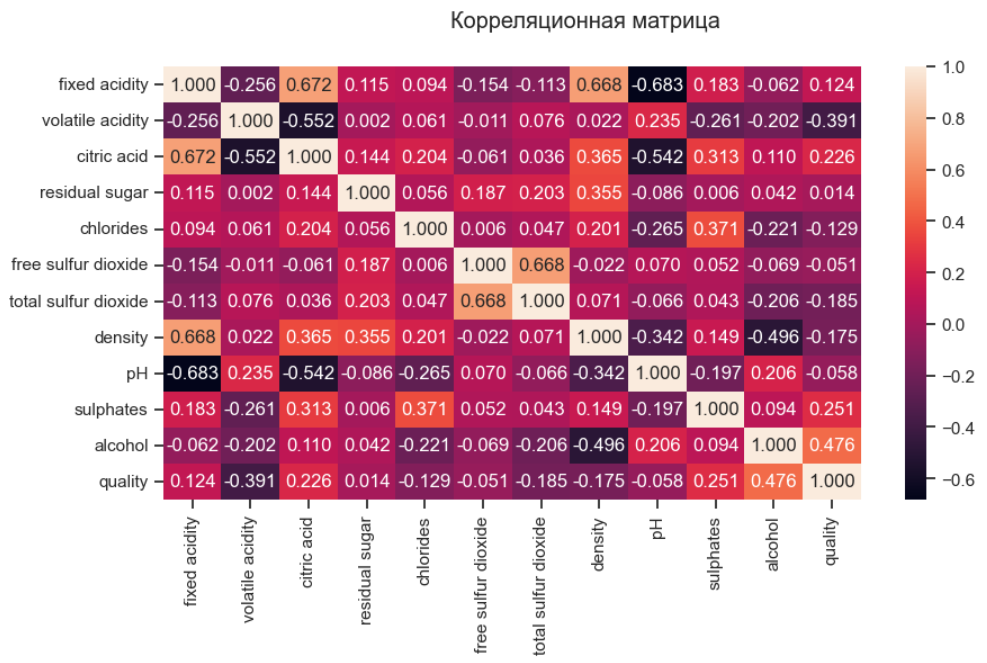 Корреляционная матрица
fixed acidity 1.000 -0.256 0.672 0.115 0.094 -0.154 -0.113 0.668 -0.683 0.183 -0.062 0.124
volatile acidity -0.256 1.000 -0.552 0.002 0.061 -0.011 0.076 0.022 0.235 -0.261 -0.202 -0.391
citric acid 0.672 -0.552 1.000 0.144 0.204 -0.061 0.036 0.365 -0.542 0.313 0.110 0.226
residual sugar 0.115 0.002 0.144 1.000 0.056 0.187 0.203 0.355 -0.086 0.006 0.042 0.014
chlorides 0.094 0.061 0.204 0.056 1.000 0.006 0.047 0.201 -0.265 0.371 -0.221 -0.129
free sulfur dioxide -0.154 -0.011 -0.061 0.187 0.006 1.000 0.668 -0.022 0.070 0.052 -0.069 -0.051
total sulfur dioxide -0.113 0.076 0.036 0.203 0.047 0.668 1.000 0.071 -0.066 0.043 -0.206 -0.185
density 0.668 0.022 0.365 0.355 0.201 -0.022 0.071 1.000 -0.342 0.149 -0.496 -0.175
pH -0.683 0.235 -0.542 -0.086 -0.265 0.070 -0.066 -0.342 1.000 -0.197 0.206 -0.058
sulphates 0.183 -0.261 0.313 0.006 0.371 0.052 0.043 0.149 -0.197 1.000 0.094 0.251
alcohol -0.062 -0.202 0.110 0.042 -0.221 -0.069 -0.206 -0.496 0.206 0.094 1.000 0.476
quality 0.124 -0.391 0.226 0.014 -0.129 -0.051 -0.185 -0.175 -0.058 0.251 0.476 1.000
fixed acidity
volatile acidity
citric acid
residual sugar
chlorides
free sulfur dioxide
total sulfur dioxide
density
pH
sulphates
alcohol
quality
1.0
0.8
0.6
0.4
0.2
0.0
−0.2
−0.4
−0.6